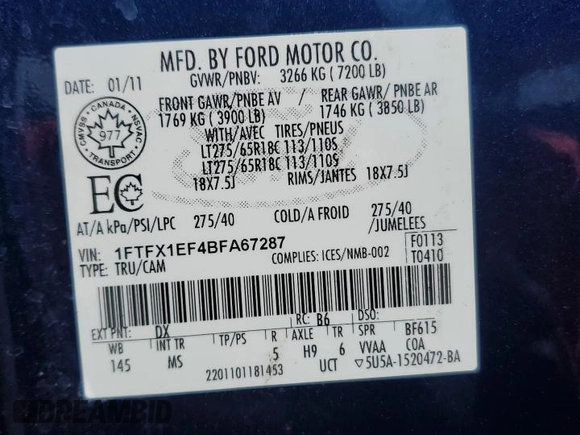 MFD. BY FORD MOTOR CO.
DATE: 01/11
GVWR/PNBV: 3266 KG ( 7200 LB)
FRONT GAWR/PNBE AV
1769 KG ( 3900 LB)
/
REAR GAWR/ PNBE AR
1746 KG ( 3850 LB)
WITH/AVEC TIRES/PNEUS
LT275/65R18C 113/110S
LT275/65R18C 113/110S
18X7.5J RIMS/JANTES 18X7.5J
CMVSS CANADA NSVAC
977
TRANSPORT
EC
AT/A kPa/PSI/LPC 275/40 COLD/A FROID 275/40
/JUMELEES
VIN: 1FTFX1EF4BFA67287
TYPE: TRU/CAM
COMPLIES: ICES/NMB-002
F0113
T0410
EXT PNT: DX RC: B6 DSO:
WB INT TR TP/PS R AXLE TR SPR BF615
145 MS 5 H9 6 VVAA COA
2201101181453 UCT ▽5U5A-1520472-BA
DREAMBID